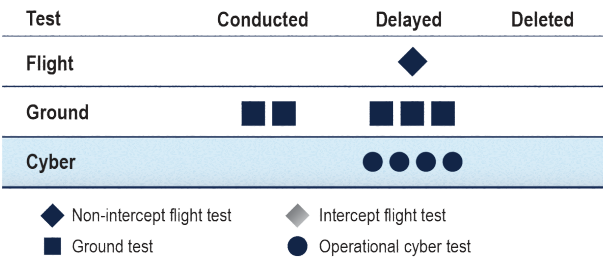 Test Conducted Delayed Deleted
Flight
Ground
Cyber
Non-intercept flight test Intercept flight test
Ground test Operational cyber test